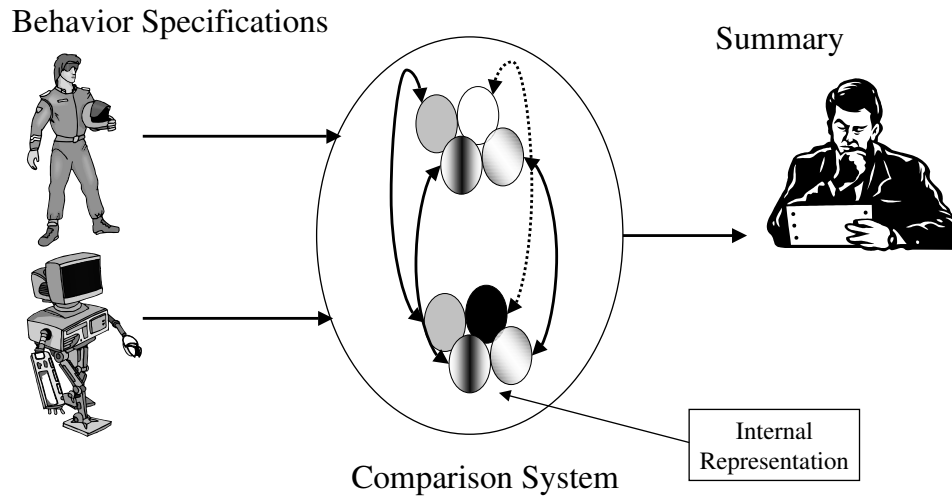 Behavior Specifications
Summary
Internal
Representation
Comparison System